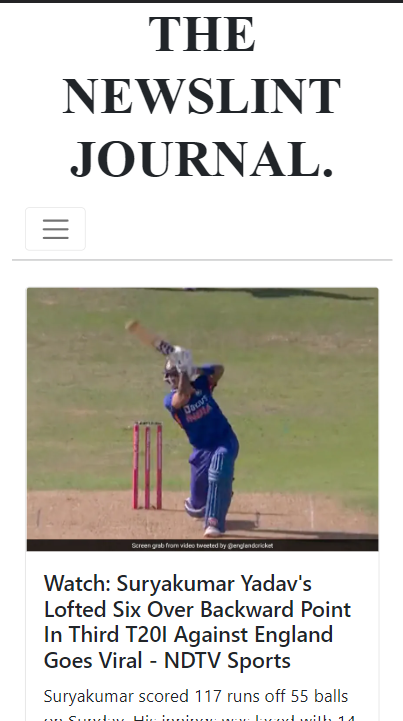 THE
NEWSLINT
JOURNAL.
INDIA
Screen grab from video tweeted by @englandcricket
Watch: Suryakumar Yadav's
Lofted Six Over Backward Point
In Third T20I Against England
Goes Viral - NDTV Sports
Suryakumar scored 117 runs off 55 balls
on Sunday. His innings was laced with 14